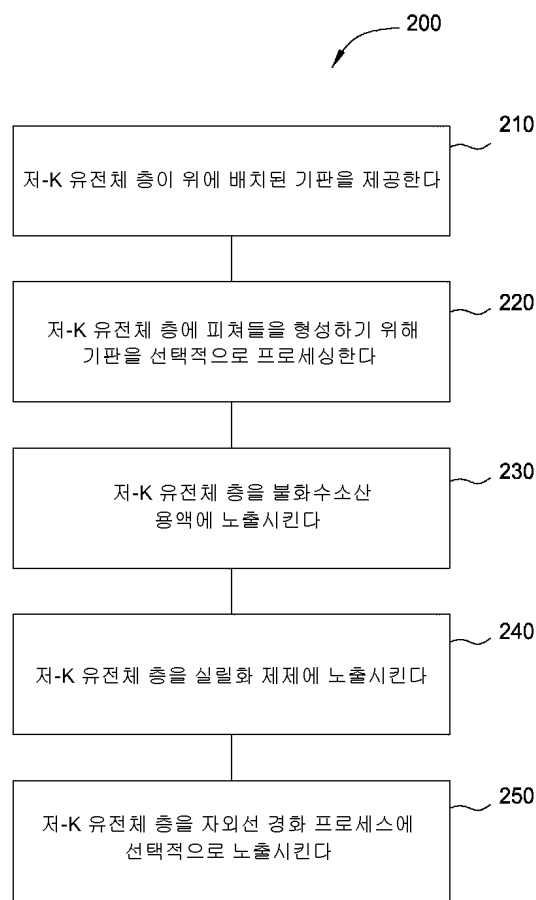 200
210
저-K 유전체 층이 위에 배치된 기판을 제공한다
220
저-K 유전체 층에 피쳐들을 형성하기 위해
기판을 선택적으로 프로세싱한다
230
저-K 유전체 층을 불화수소산
용액에 노출시킨다
240
저-K 유전체 층을 실릴화 제제에 노출시킨다
250
저-K 유전체 층을 자외선 경화 프로세스에
선택적으로 노출시킨다